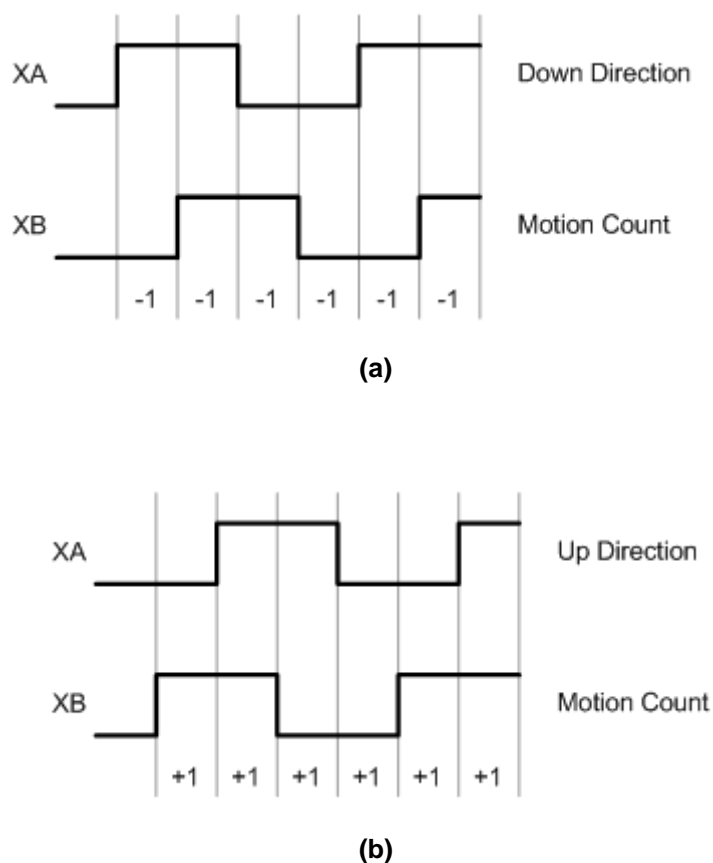 XA Down Direction
XB Motion Count
-1 -1 -1 -1 -1 -1
(a)
XA Up Direction
XB Motion Count
+1 +1 +1 +1 +1 +1
(b)